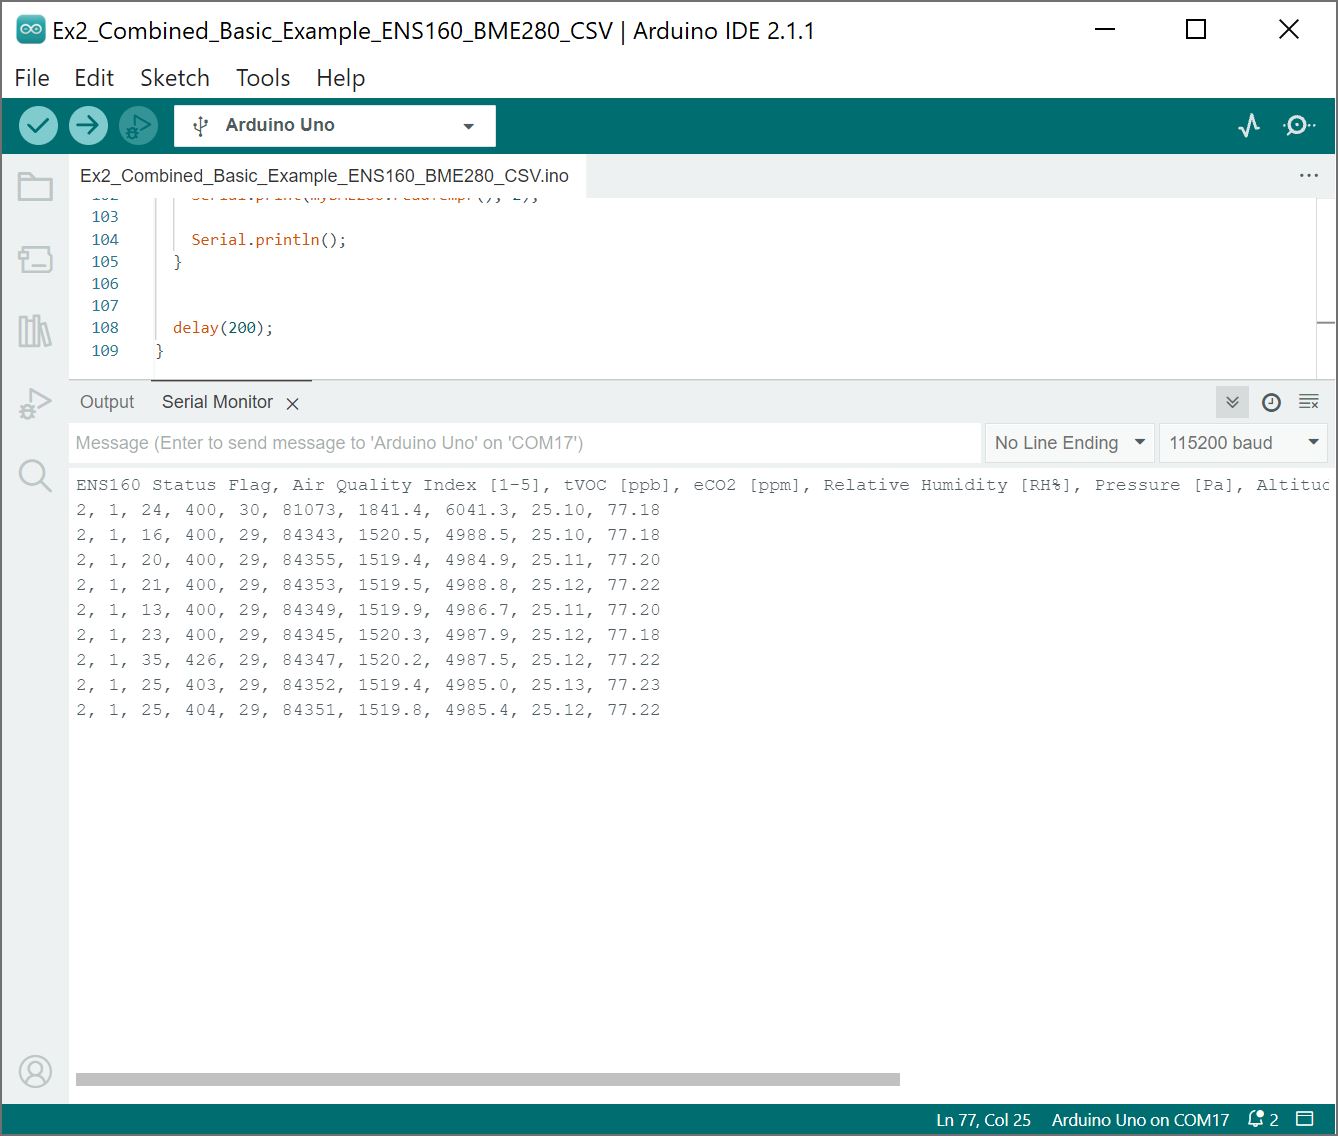 Ex2_Combined_Basic_Example_ENS160_BME280_CSV | Arduino IDE 2.1.1
File Edit Sketch Tools Help
Arduino Uno
Ex2_Combined_Basic_Example_ENS160_BME280_CSV.ino
103
104 Serial.println();
105 }
106
107
108 delay(200);
109 }
Output Serial Monitor
Message (Enter to send message to 'Arduino Uno' on 'COM17') No Line Ending 115200 baud
ENS160 Status Flag, Air Quality Index [1-5], tVOC [ppb], eCO2 [ppm], Relative Humidity [RH%], Pressure [Pa], Altituc
2, 1, 24, 400, 30, 81073, 1841.4, 6041.3, 25.10, 77.18
2, 1, 16, 400, 29, 84343, 1520.5, 4988.5, 25.10, 77.18
2, 1, 20, 400, 29, 84355, 1519.4, 4984.9, 25.11, 77.20
2, 1, 21, 400, 29, 84353, 1519.5, 4988.8, 25.12, 77.22
2, 1, 13, 400, 29, 84349, 1519.9, 4986.7, 25.11, 77.20
2, 1, 23, 400, 29, 84345, 1520.3, 4987.9, 25.12, 77.18
2, 1, 35, 426, 29, 84347, 1520.2, 4987.5, 25.12, 77.22
2, 1, 25, 403, 29, 84352, 1519.4, 4985.0, 25.13, 77.23
2, 1, 25, 404, 29, 84351, 1519.8, 4985.4, 25.12, 77.22
Ln 77, Col 25 Arduino Uno on COM17 2